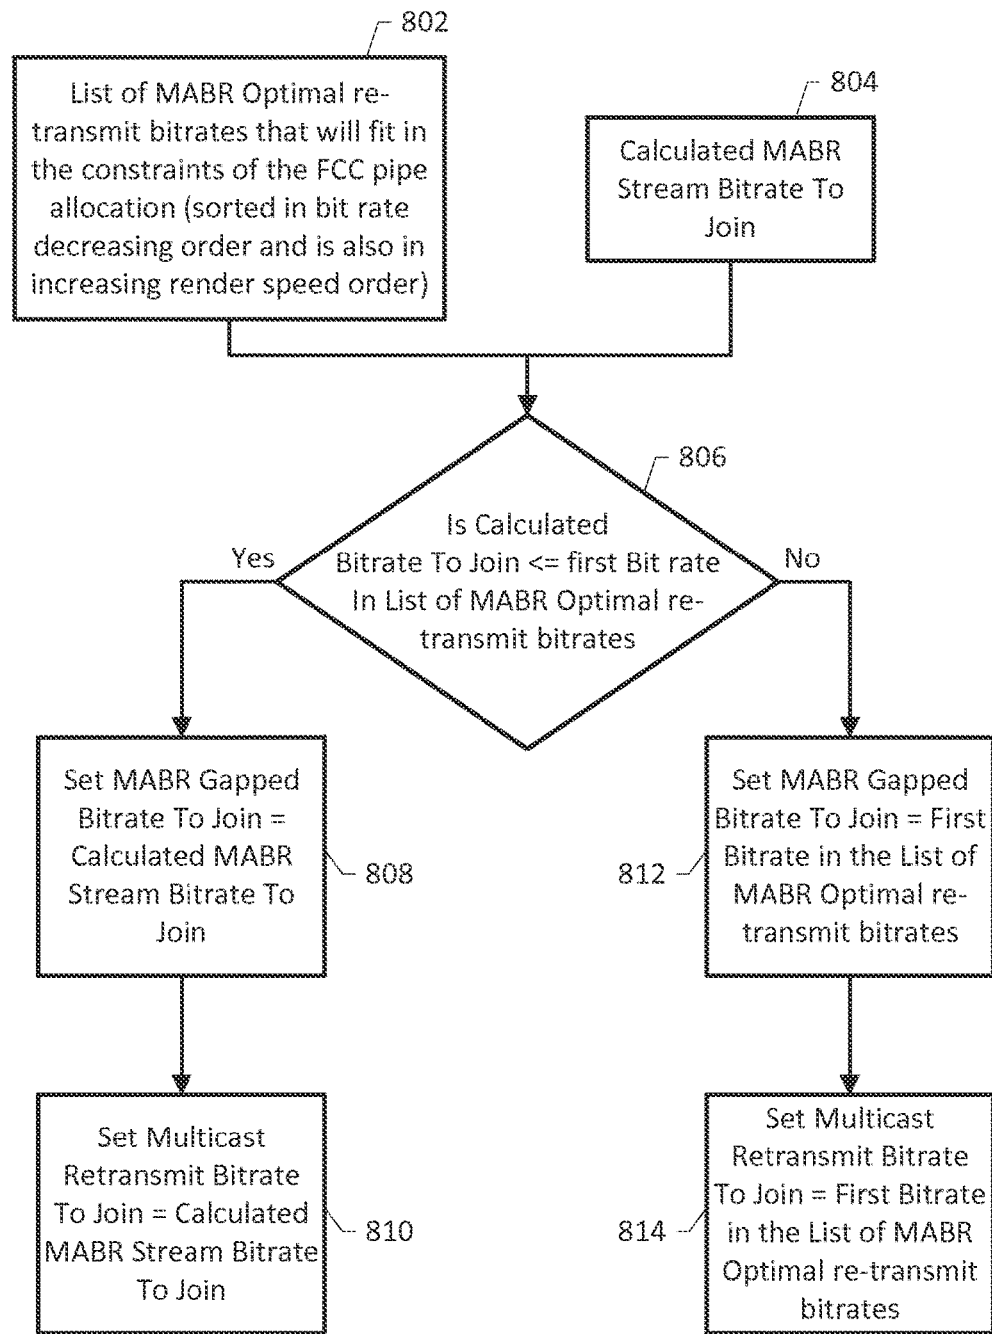 802
List of MABR Optimal re-
transmit bitrates that will fit in
the constraints of the FCC pipe
allocation (sorted in bit rate
decreasing order and is also in
increasing render speed order)
804
Calculated MABR
Stream Bitrate To
Join
806
Is Calculated
Bitrate To Join <= first Bit rate
In List of MABR Optimal re-
transmit bitrates
Yes
No
Set MABR Gapped
Bitrate To Join =
Calculated MABR
Stream Bitrate To
Join
808
812
Set MABR Gapped
Bitrate To Join = First
Bitrate in the List of
MABR Optimal re-
transmit bitrates
Set Multicast
Retransmit Bitrate
To Join = Calculated
MABR Stream Bitrate
To Join
810
814
Set Multicast
Retransmit Bitrate
To Join = First Bitrate
in the List of MABR
Optimal re-transmit
bitrates